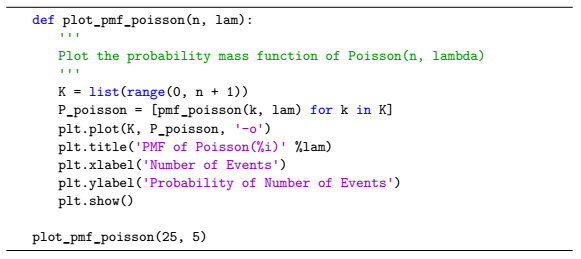 def plot_pmf_poisson(n, lam):
    '''
    Plot the probability mass function of Poisson(n, lambda)
    '''
    K = list(range(0, n + 1))
    P_poisson = [pmf_poisson(k, lam) for k in K]
    plt.plot(K, P_poisson, '-o')
    plt.title('PMF of Poisson(%i)' %lam)
    plt.xlabel('Number of Events')
    plt.ylabel('Probability of Number of Events')
    plt.show()

plot_pmf_poisson(25, 5)